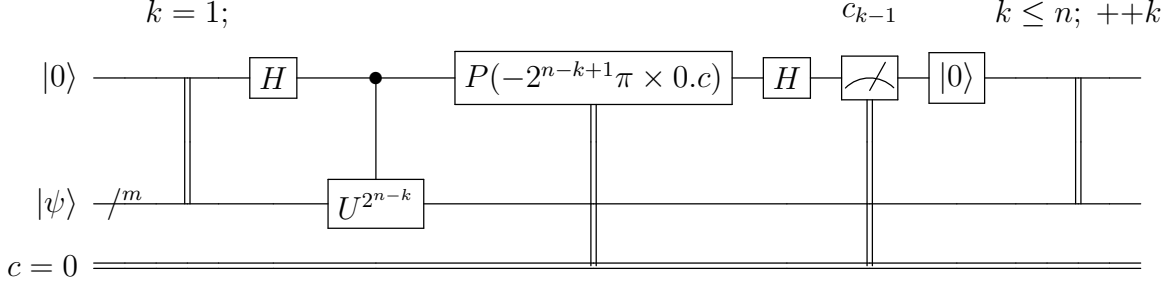 k = 1; c_{k-1} k ≤ n; ++k
|0⟩ H P(-2^{n-k+1}π × 0.c) H |0⟩
|ψ⟩ /^m U^{2^{n-k}}
c = 0